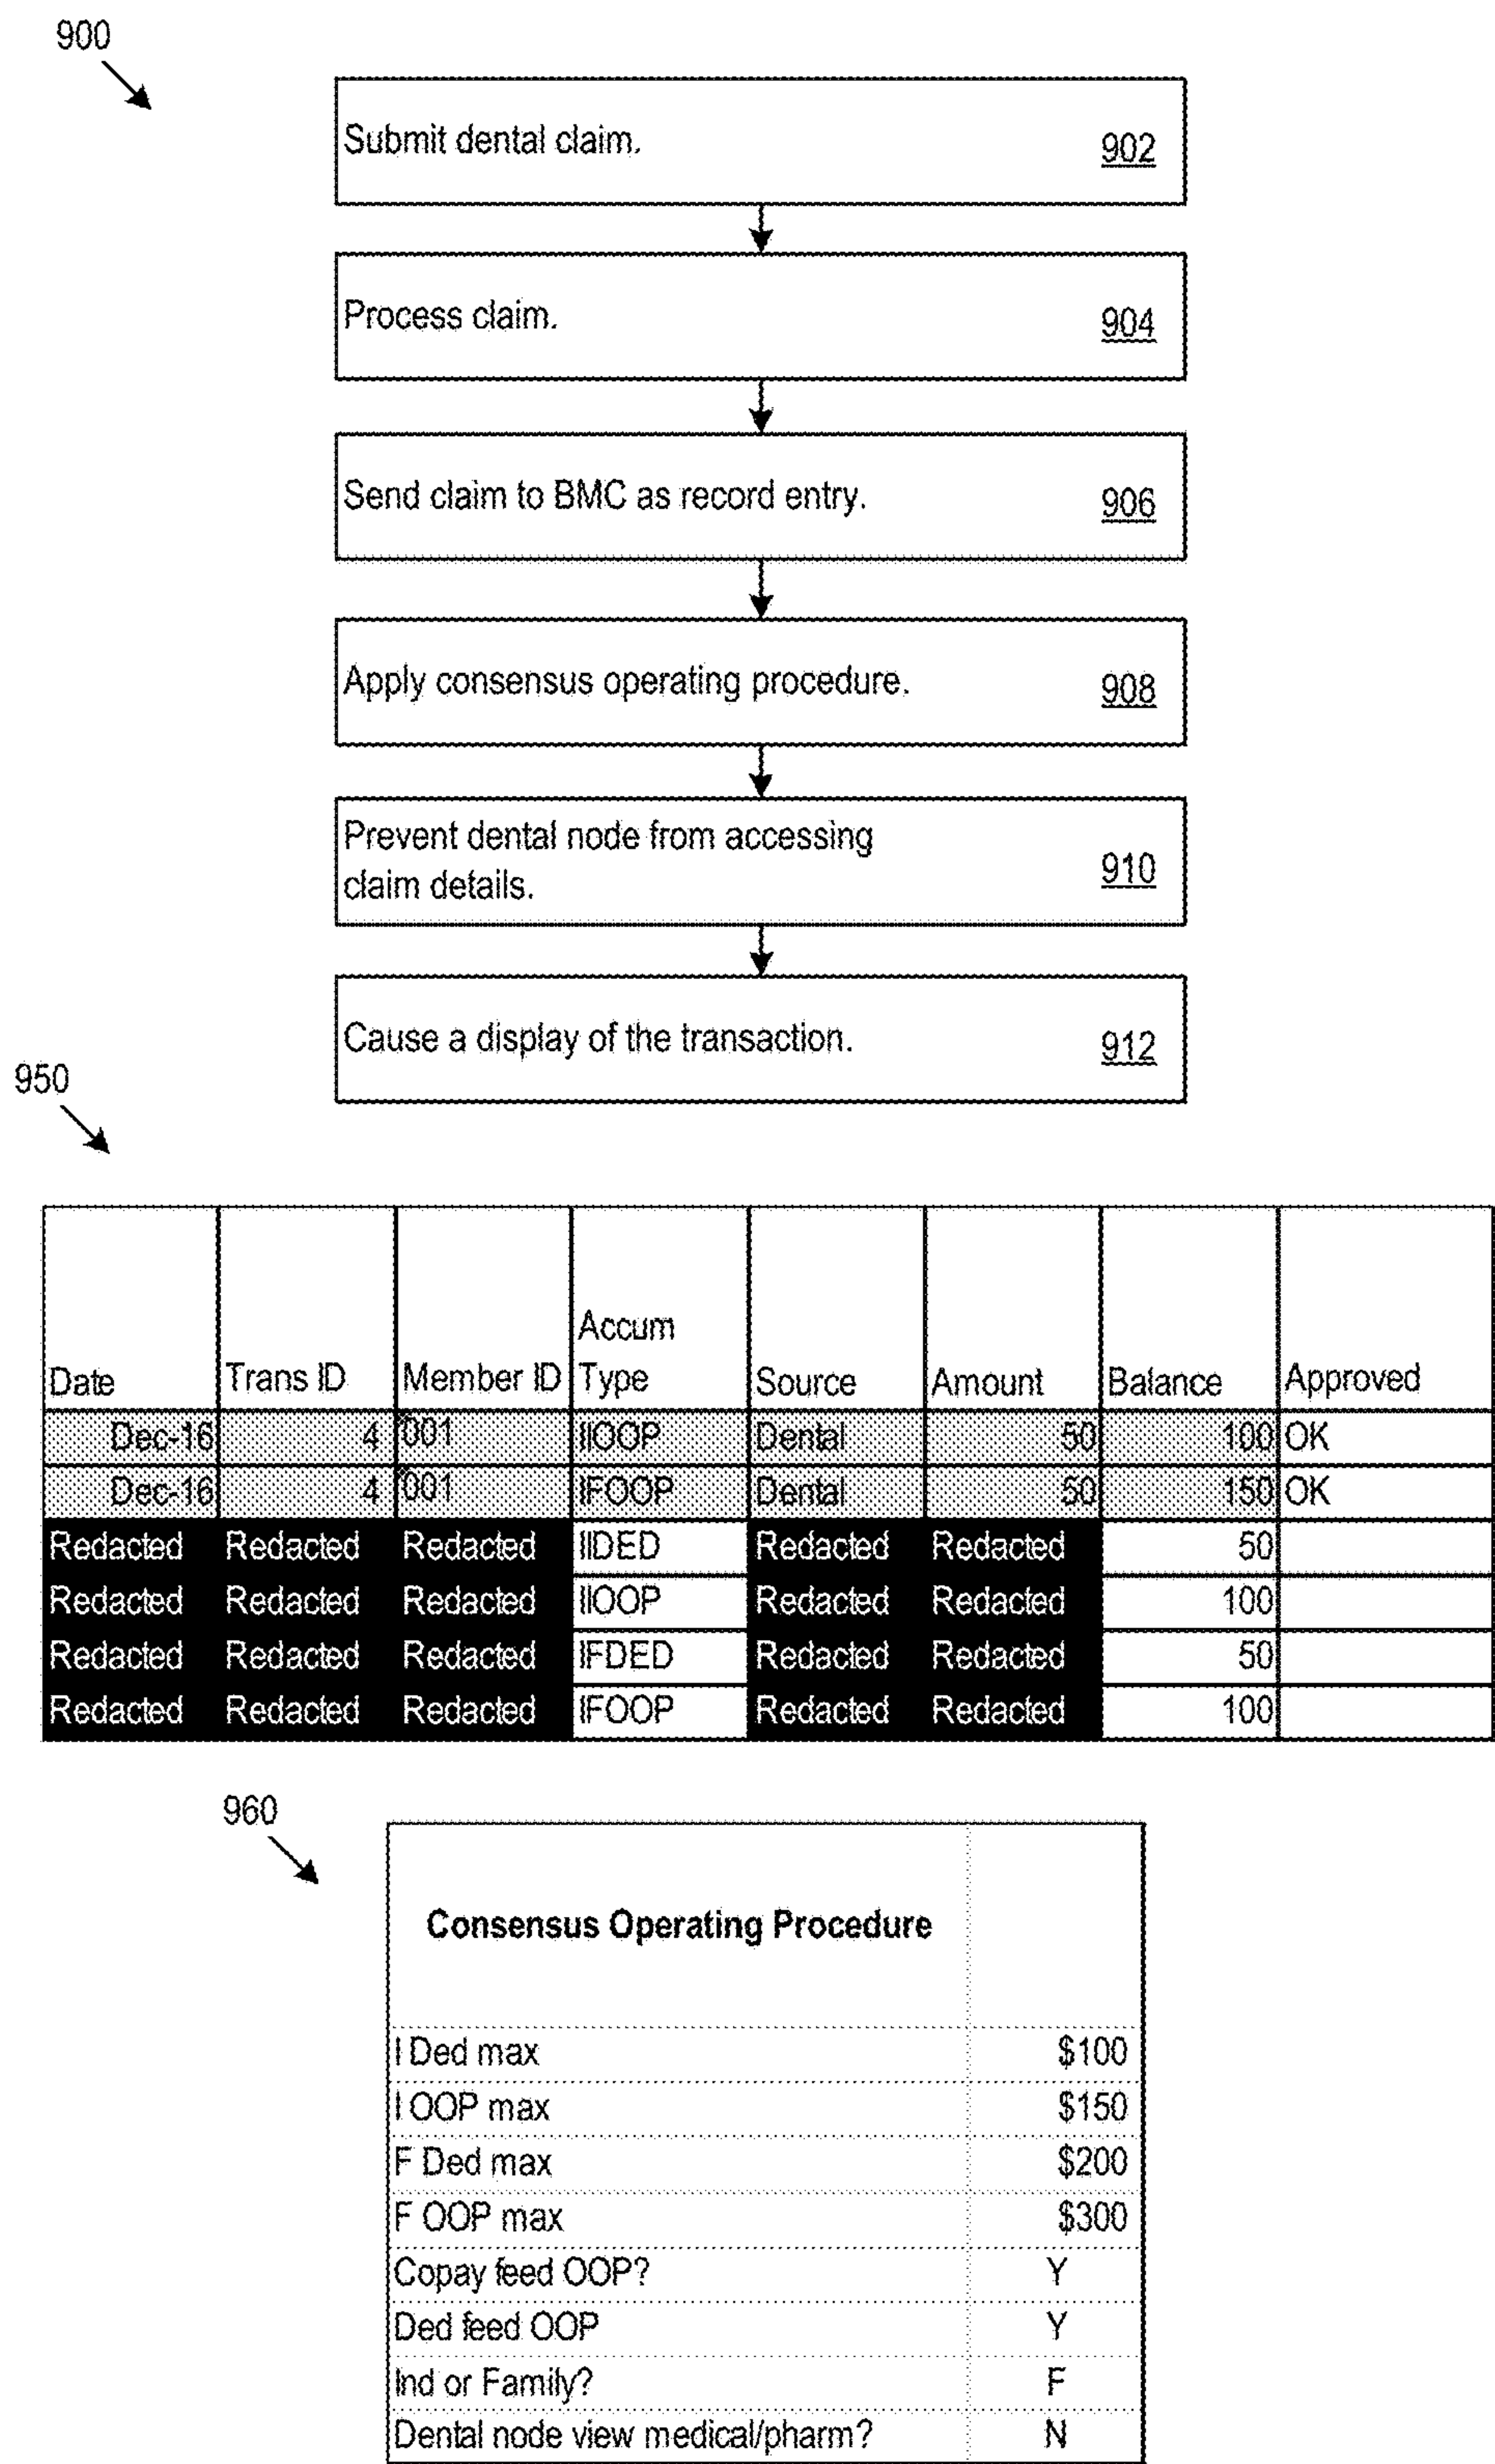 900
Submit dental claim. 902
Process claim. 904
Send claim to BMC as record entry. 906
Apply consensus operating procedure. 908
Prevent dental node from accessing
claim details. 910
Cause a display of the transaction. 912
950
Date Trans ID Member ID Accum Type Source Amount Balance Approved
Dec-16 4 001 IIOOP Dental 50 100 OK
Dec-16 4 001 IFOOP Dental 50 150 OK
Redacted Redacted Redacted IIDED Redacted Redacted 50
Redacted Redacted Redacted IIOOP Redacted Redacted 100
Redacted Redacted Redacted IFDED Redacted Redacted 50
Redacted Redacted Redacted IFOOP Redacted Redacted 100
960
Consensus Operating Procedure
I Ded max $100
I OOP max $150
F Ded max $200
F OOP max $300
Copay feed OOP? Y
Ded feed OOP Y
Ind or Family? F
Dental node view medical/pharm? N